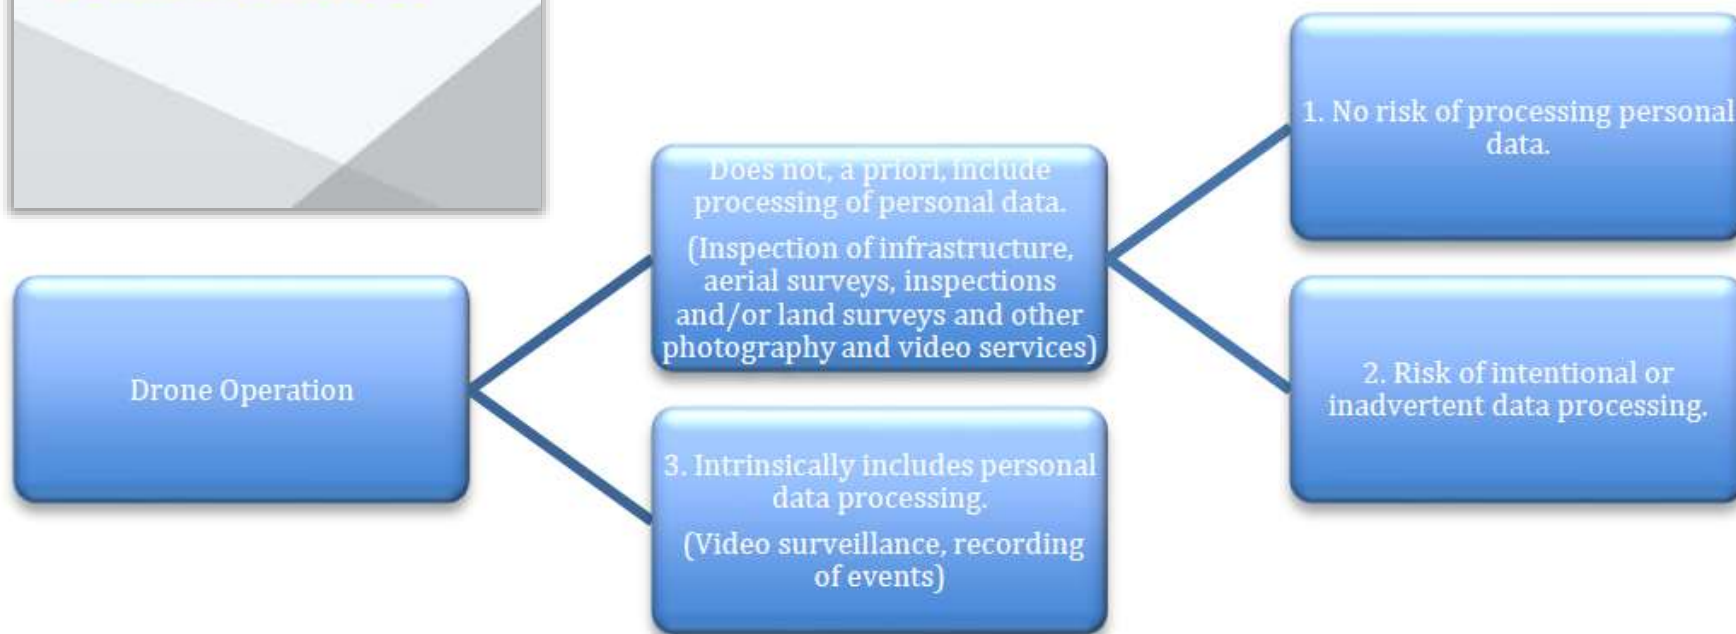 Drone Operation
Does not, a priori, include
processing of personal data.
(Inspection of infrastructure,
aerial surveys, inspections
and/or land surveys and other
photography and video services)
3. Intrinsically includes personal
data processing.
(Video surveillance, recording
of events)
1. No risk of processing personal
data.
2. Risk of intentional or
inadvertent data processing.